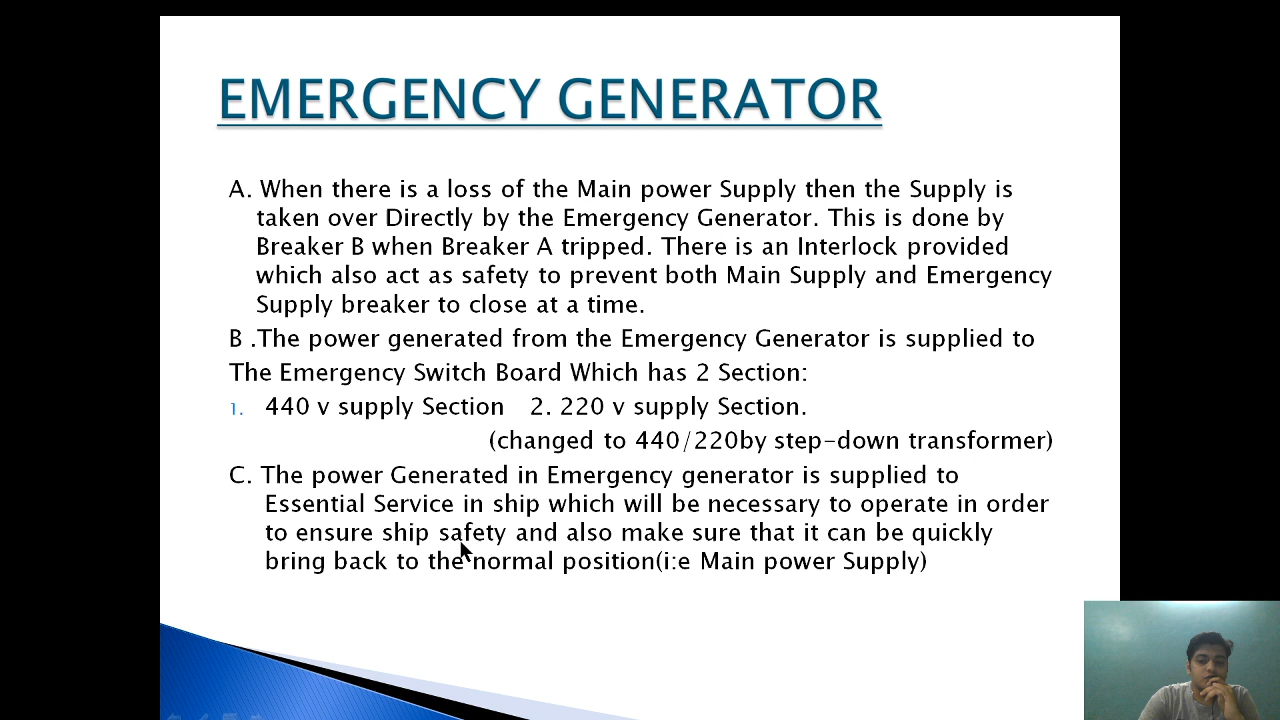 EMERGENCY GENERATOR
A. When there is a loss of the Main power Supply then the Supply is
taken over Directly by the Emergency Generator. This is done by
Breaker B when Breaker A tripped. There is an Interlock provided
which also act as safety to prevent both Main Supply and Emergency
Supply breaker to close at a time.
B .The power generated from the Emergency Generator is supplied to
The Emergency Switch Board Which has 2 Section:
1. 440 v supply Section 2. 220 v supply Section.
(changed to 440/220by step-down transformer)
C. The power Generated in Emergency generator is supplied to
Essential Service in ship which will be necessary to operate in order
to ensure ship safety and also make sure that it can be quickly
bring back to the normal position(i:e Main power Supply)